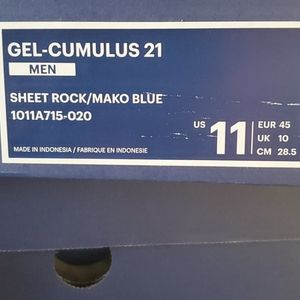 GEL-CUMULUS 21
MEN
SHEET ROCK/MAKO BLUE
1011A715-020
MADE IN INDONESIA / FABRIQUE EN INDONESIE
US 11
EUR 45
UK 10
CM 28.5